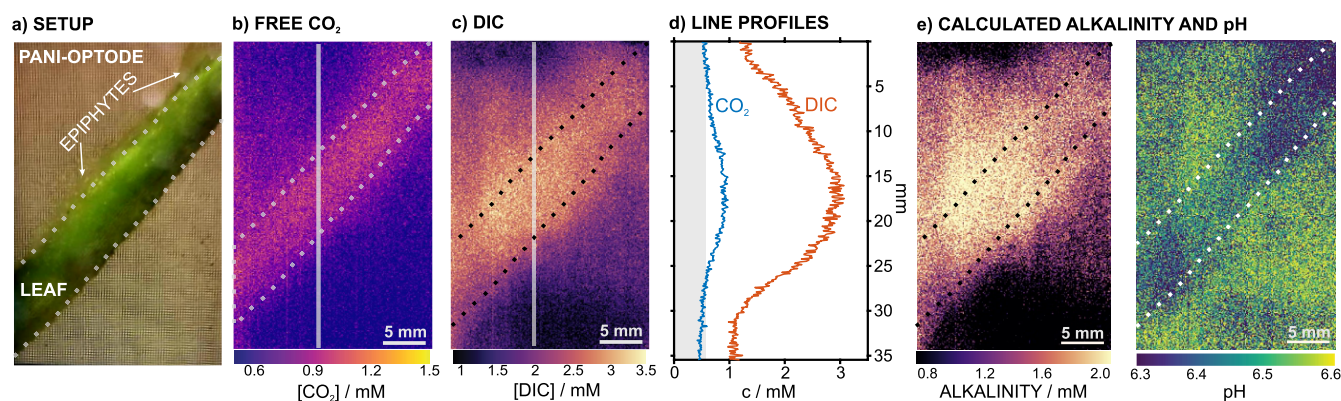 a) SETUP
PANI-OPTODE
EPIPHYTES
LEAF
b) FREE CO₂
5 mm
0.6 0.9 1.2 1.5
[CO₂] / mM
c) DIC
5 mm
1 1.5 2 2.5 3 3.5
[DIC] / mM
d) LINE PROFILES
CO₂
DIC
5
10
15
mm
20
25
30
35
0 1 2 3
c / mM
e) CALCULATED ALKALINITY AND pH
5 mm
0.8 1.2 1.6 2.0
ALKALINITY / mM
5 mm
6.3 6.4 6.5 6.6
pH